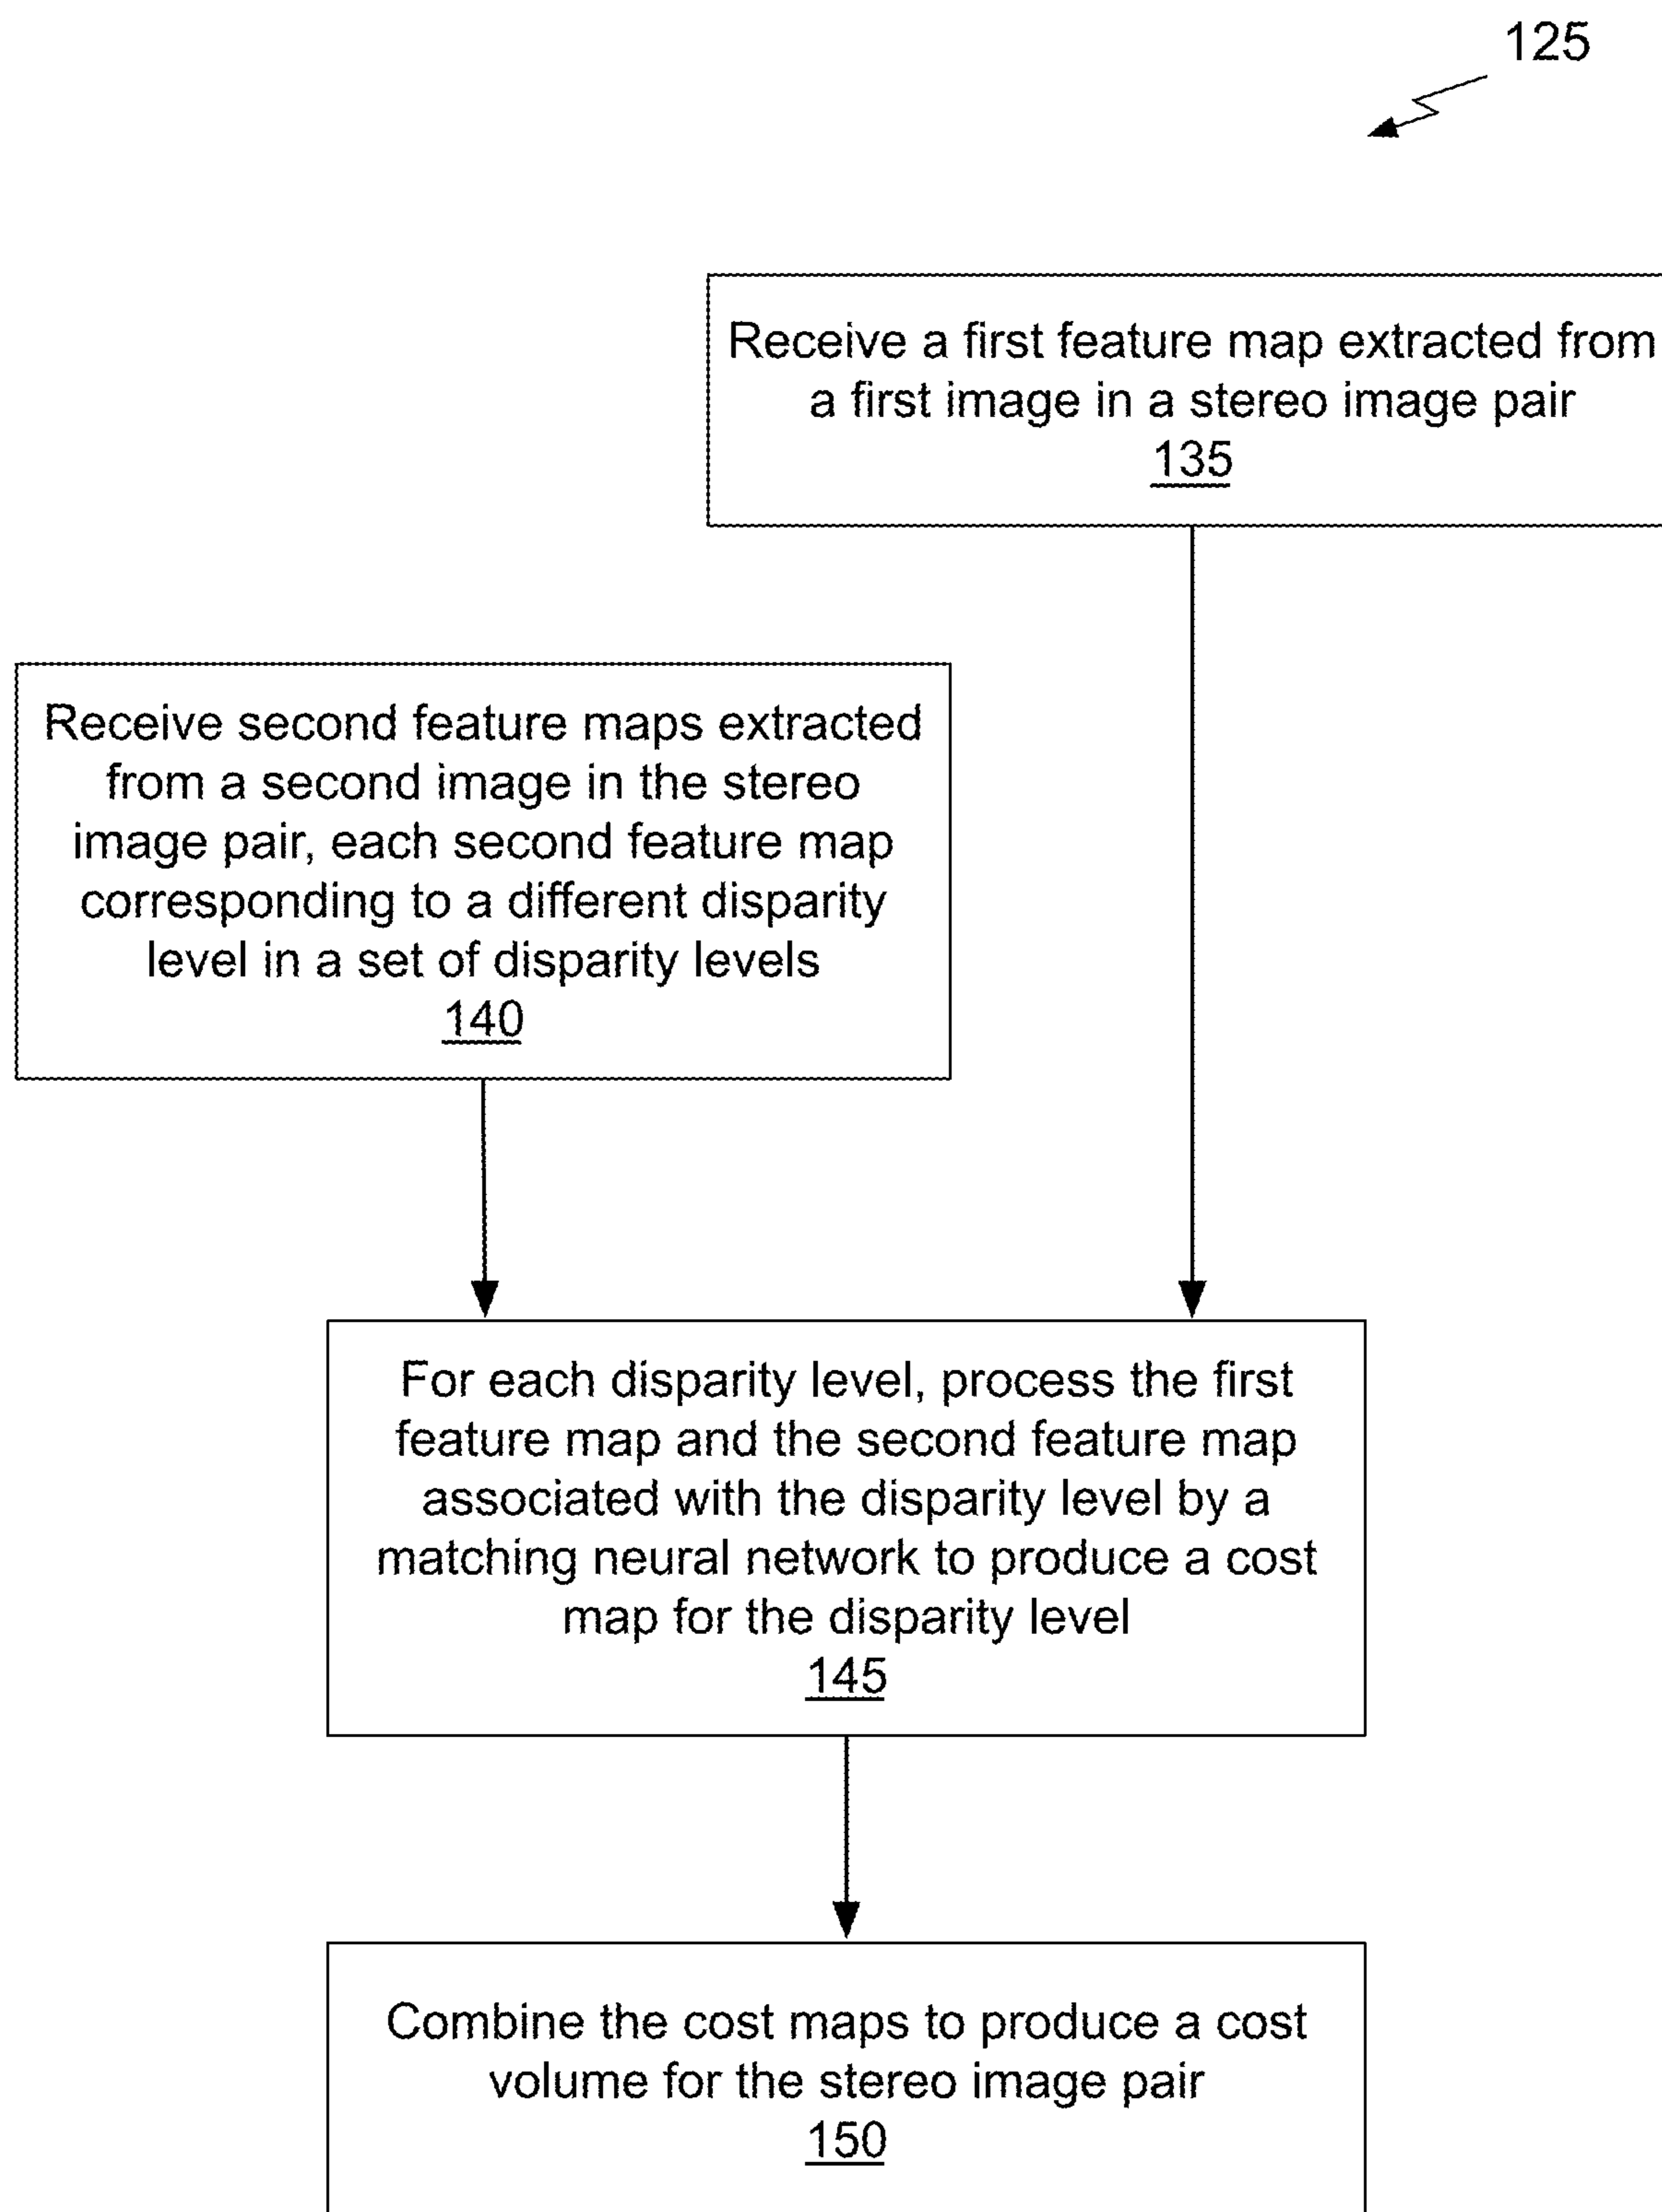 125
Receive a first feature map extracted from
a first image in a stereo image pair
135
Receive second feature maps extracted
from a second image in the stereo
image pair, each second feature map
corresponding to a different disparity
level in a set of disparity levels
140
For each disparity level, process the first
feature map and the second feature map
associated with the disparity level by a
matching neural network to produce a cost
map for the disparity level
145
Combine the cost maps to produce a cost
volume for the stereo image pair
150